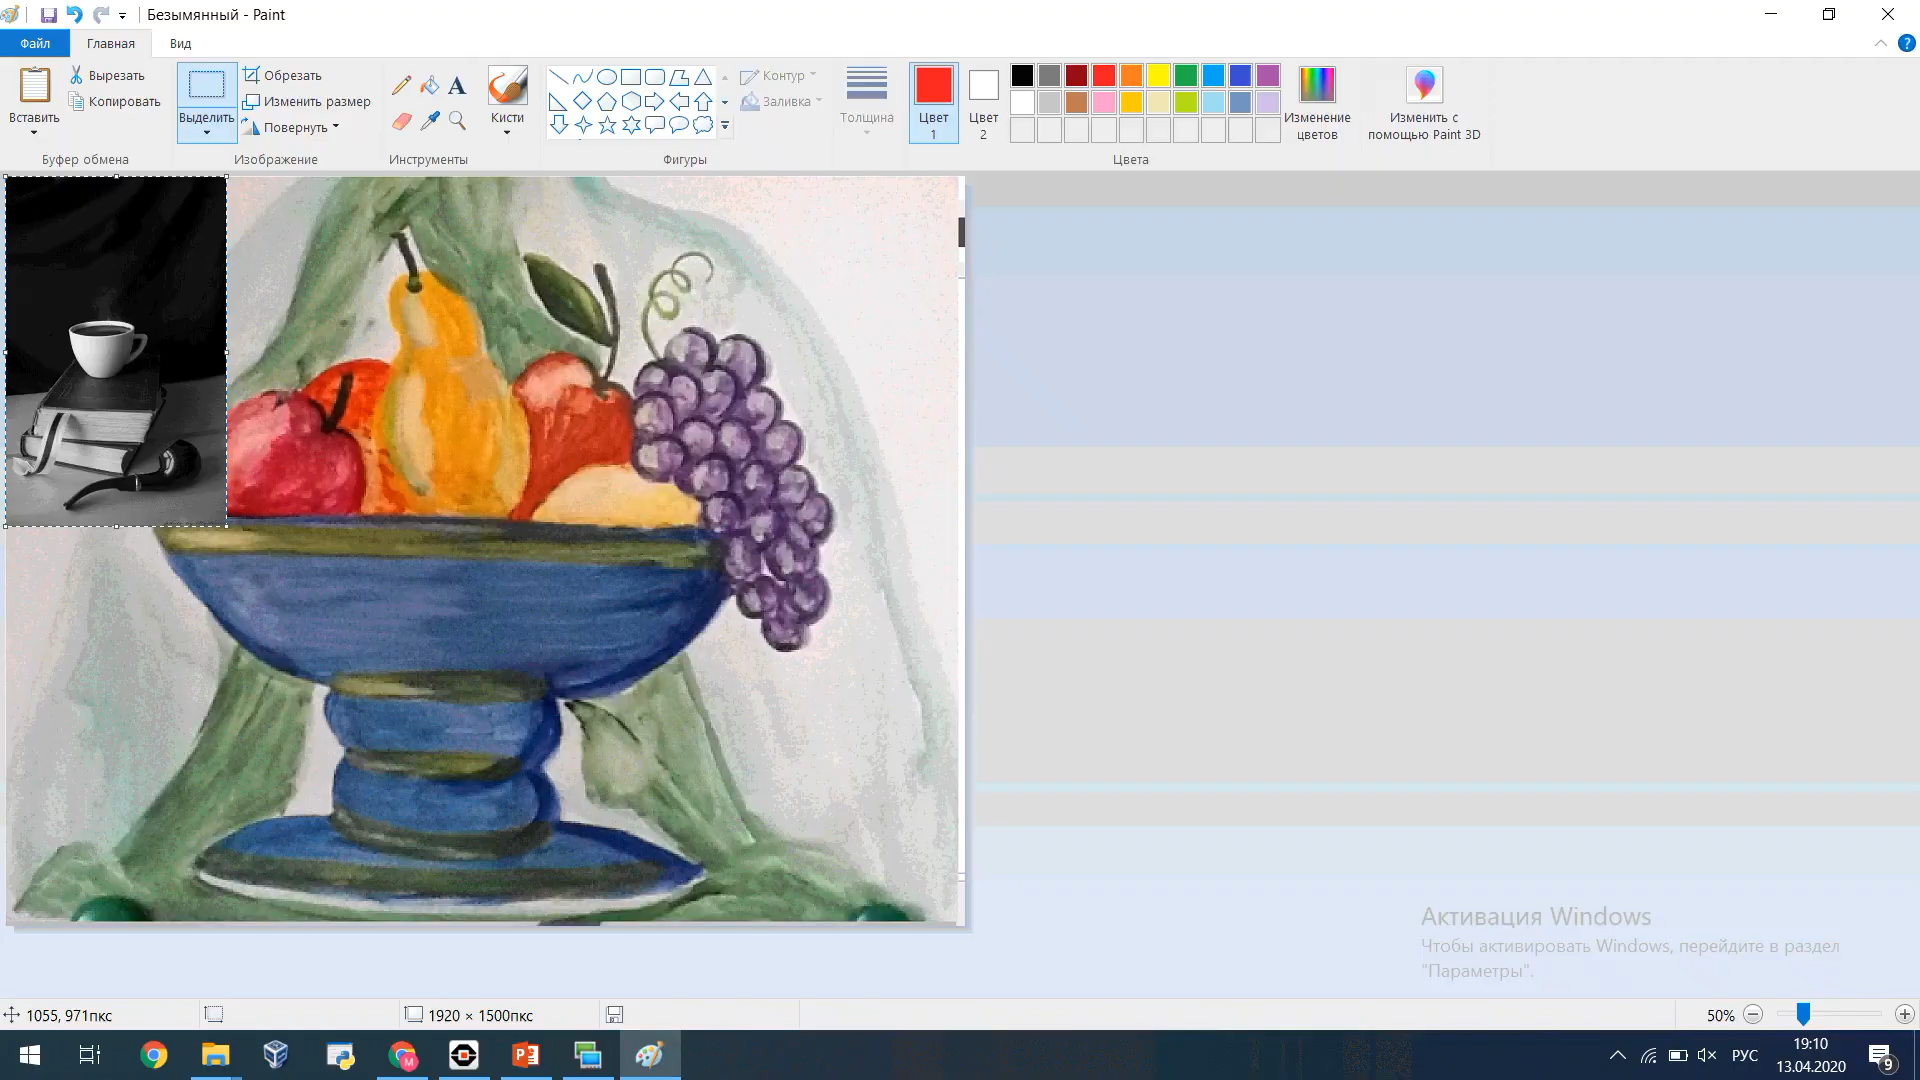 Безымянный - Paint
Файл
Главная
Вид
Вставить
Вырезать
Копировать
Буфер обмена
Выделить
Обрезать
Изменить размер
Повернуть
Изображение
A
Инструменты
Кисти
Контур
Заливка
Фигуры
Толщина
Цвет
1
Цвет
2
Изменение
цветов
Цвета
Изменить с
помощью Paint 3D
?
Активация Windows
Чтобы активировать Windows, перейдите в раздел
"Параметры".
1055, 971пкс
1920 × 1500пкс
50%
M
P
РУС
19:10
13.04.2020
9